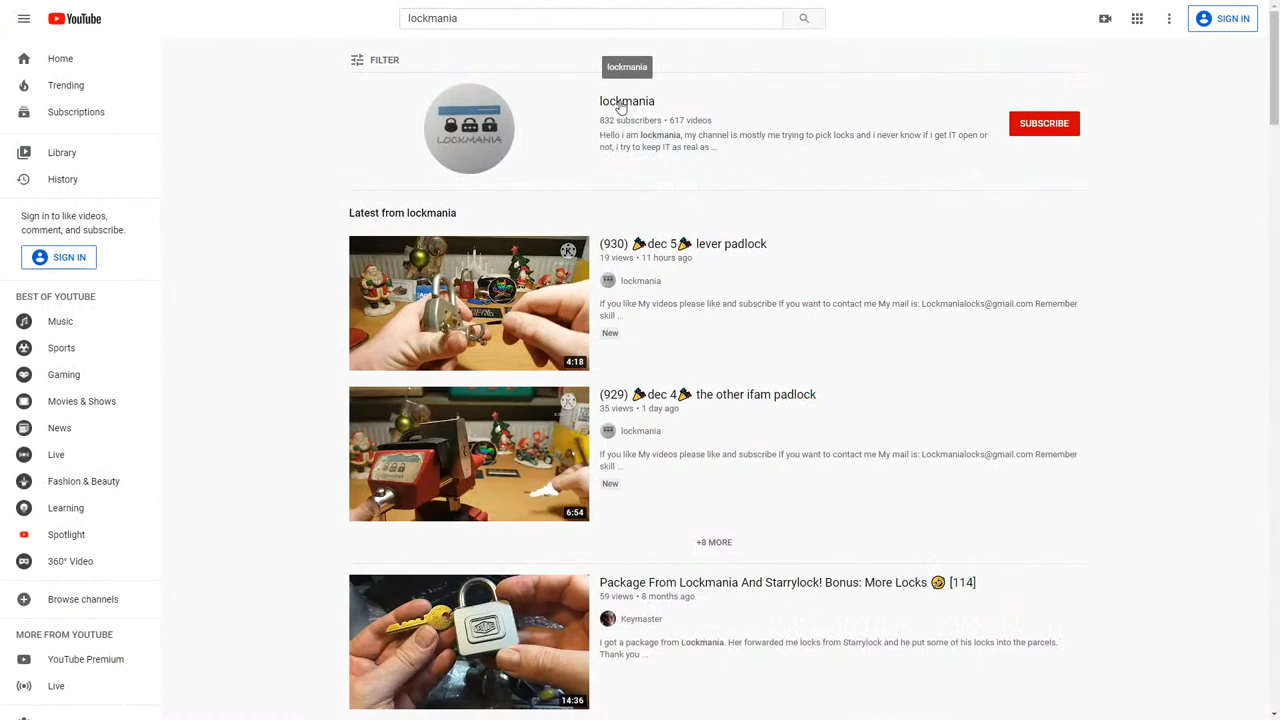 YouTube
lockmania
SIGN IN
Home
Trending
Subscriptions
Library
History
Sign in to like videos,
comment, and subscribe.
SIGN IN
BEST OF YOUTUBE
Music
Sports
Gaming
Movies & Shows
News
Live
Fashion & Beauty
Learning
Spotlight
360° Video
Browse channels
MORE FROM YOUTUBE
YouTube Premium
Live
FILTER
lockmania
LOCKMANIA
lockmania
832 subscribers • 617 videos
Hello i am lockmania, my channel is mostly me trying to pick locks and i never know if i get IT open or
not, i try to keep IT as real as ...
SUBSCRIBE
Latest from lockmania
4:18
(930) 🎉dec 5🎉 lever padlock
19 views • 11 hours ago
lockmania
If you like My videos please like and subscribe If you want to contact me My mail is: Lockmanialocks@gmail.com Remember
skill ...
New
6:54
(929) 🎉dec 4🎉 the other ifam padlock
35 views • 1 day ago
lockmania
If you like My videos please like and subscribe If you want to contact me My mail is: Lockmanialocks@gmail.com Remember
skill ...
New
+8 MORE
14:36
Package From Lockmania And Starrylock! Bonus: More Locks 🤣 [114]
59 views • 8 months ago
Keymaster
I got a package from Lockmania. Her forwarded me locks from Starrylock and he put some of his locks into the parcels.
Thank you ...